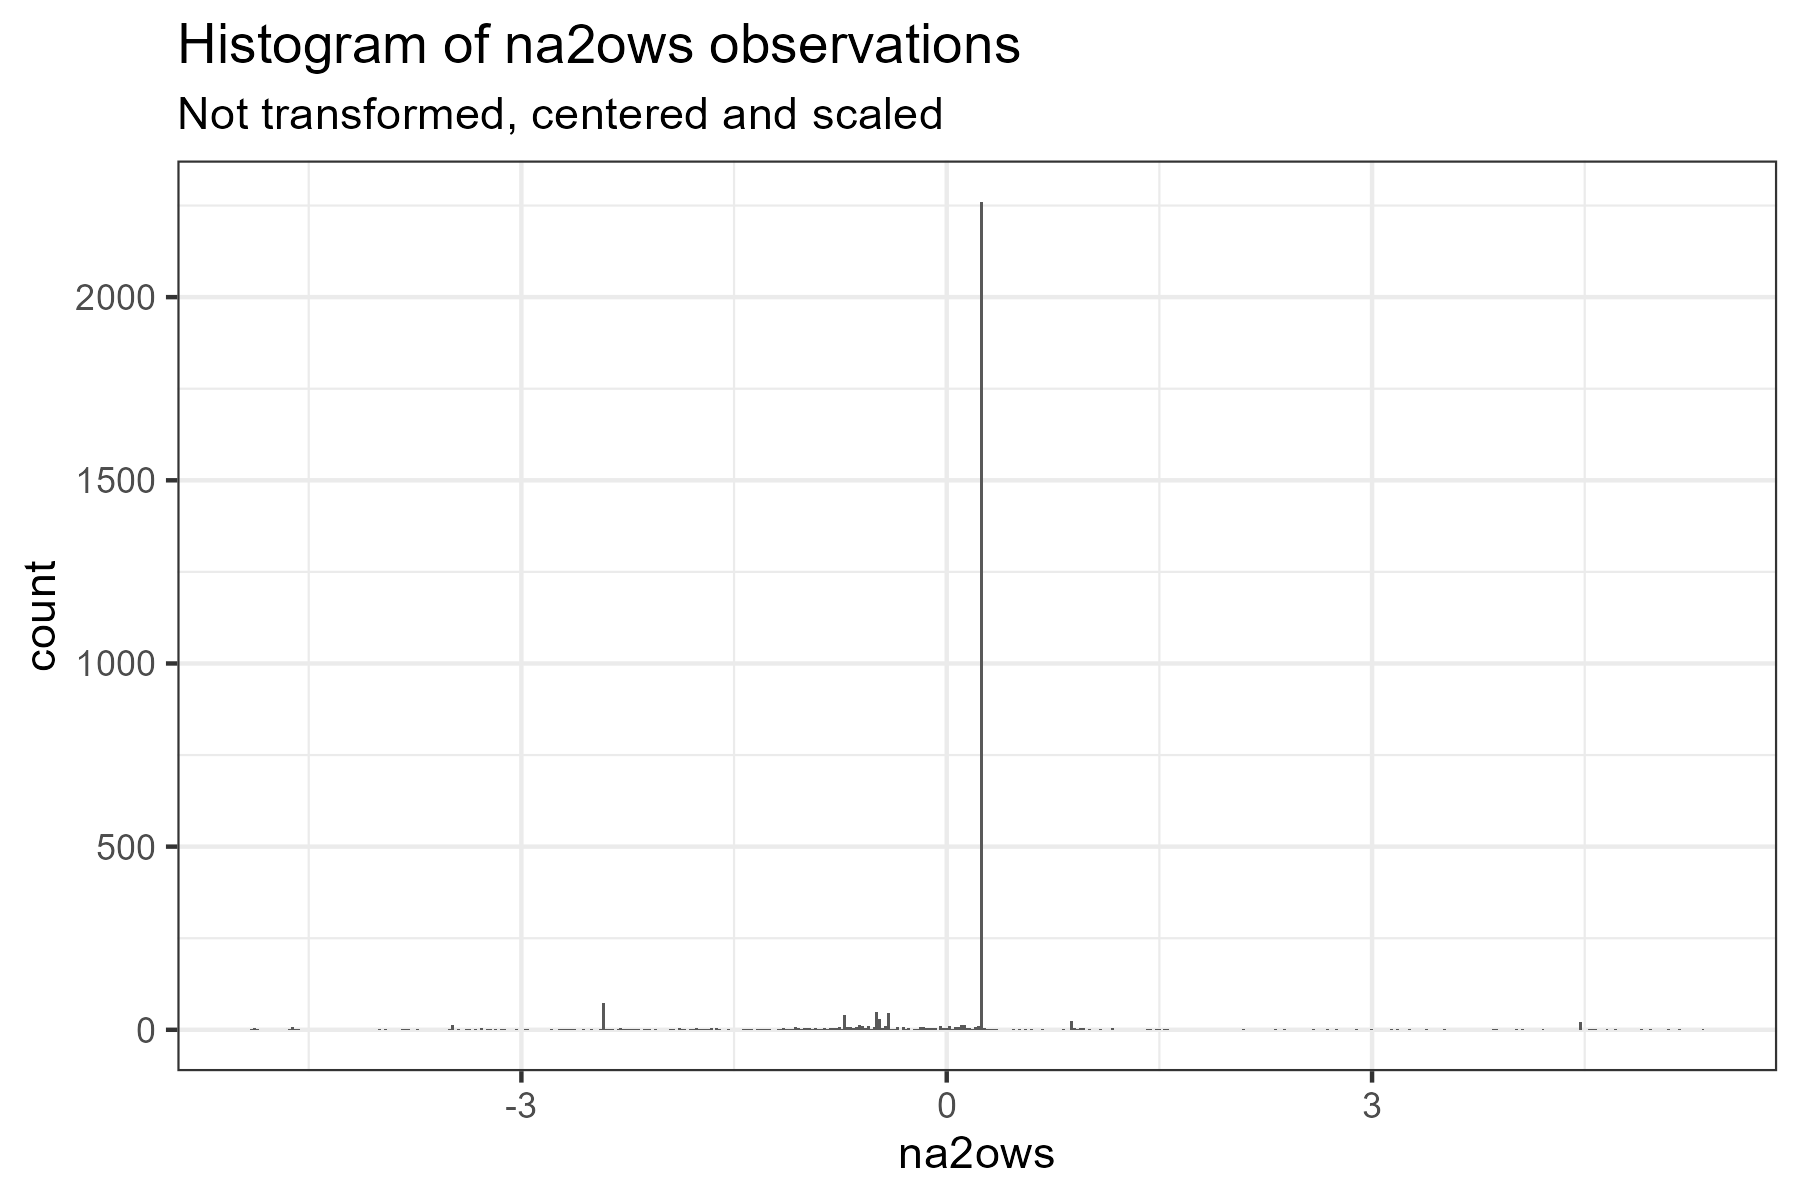 Histogram of na2ows observations
Not transformed, centered and scaled
2000
1500
1000
500
0
count
-3
0
3
na2ows